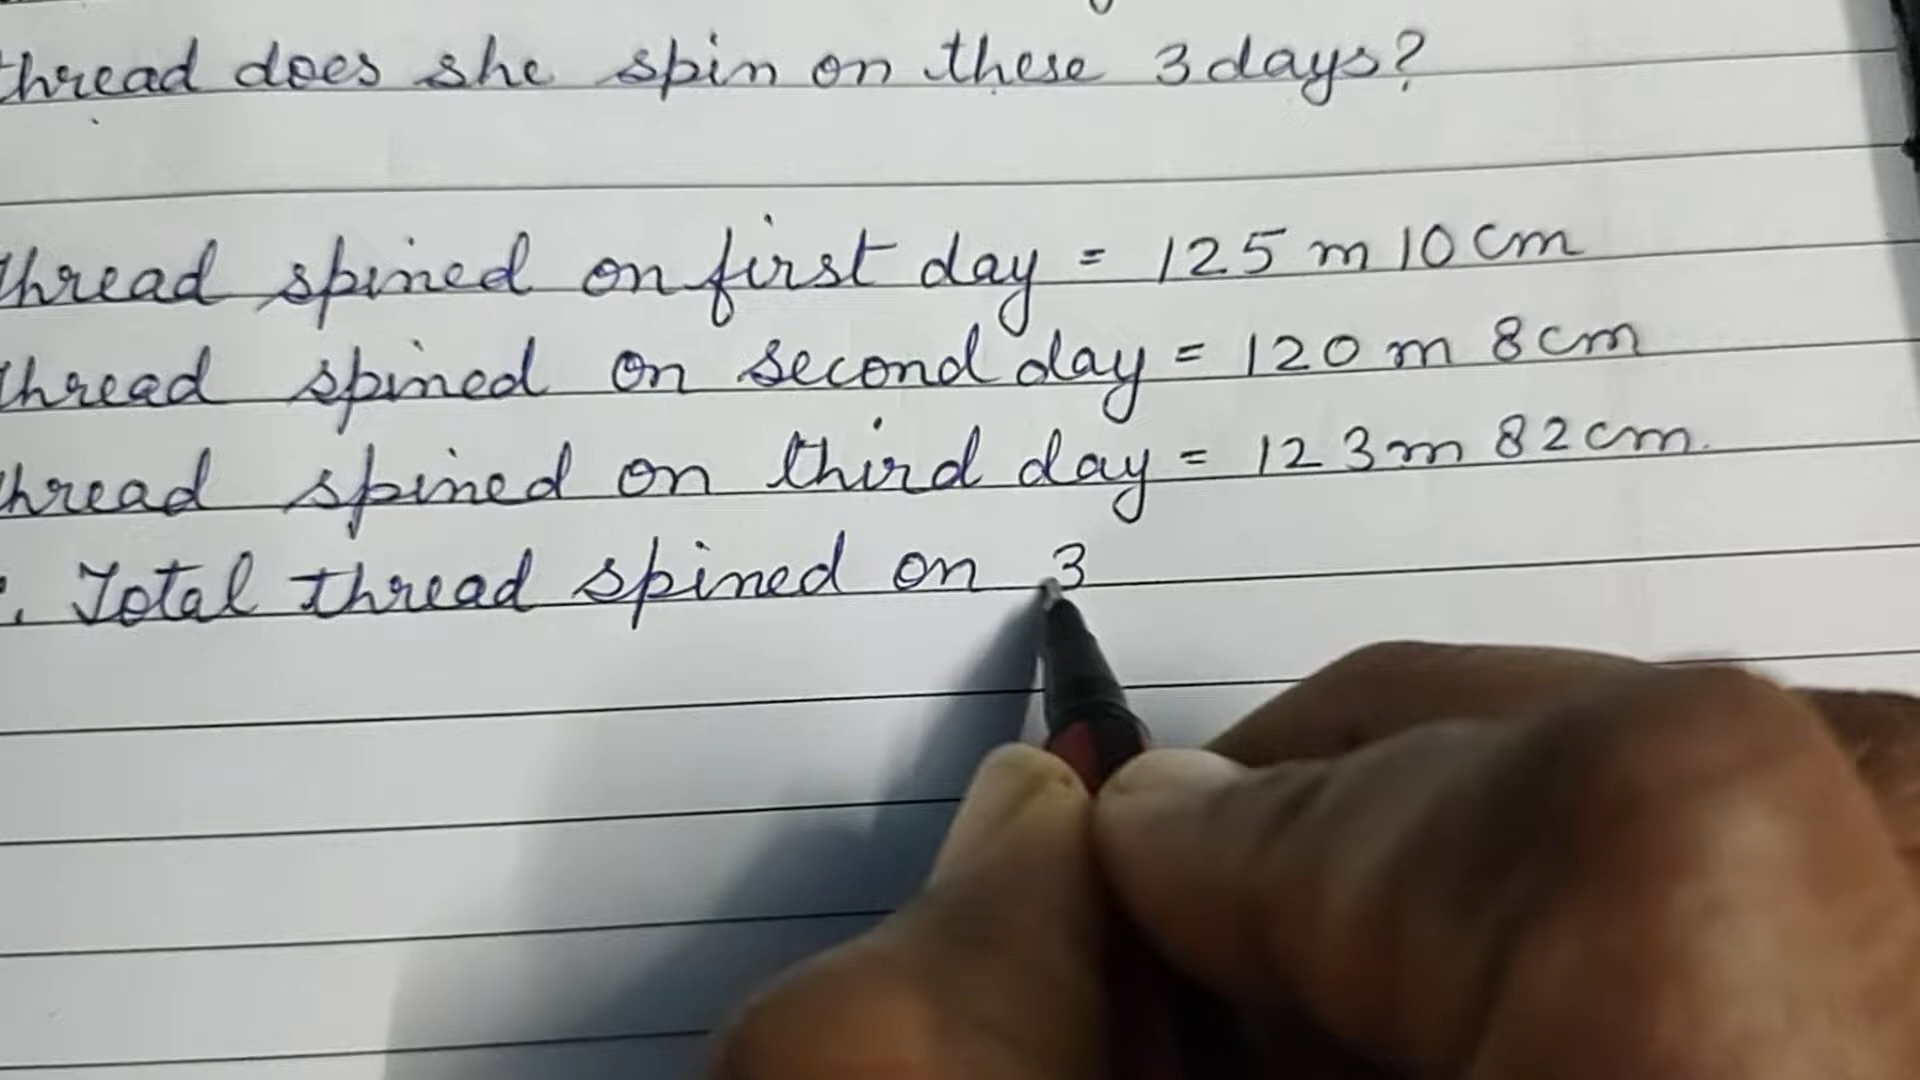 thread does she spin on these 3 days?
thread spined on first day = 125 m 10 cm
thread spined on second day = 120 m 8 cm
thread spined on third day = 123 m 82 cm.
Total thread spined on 3